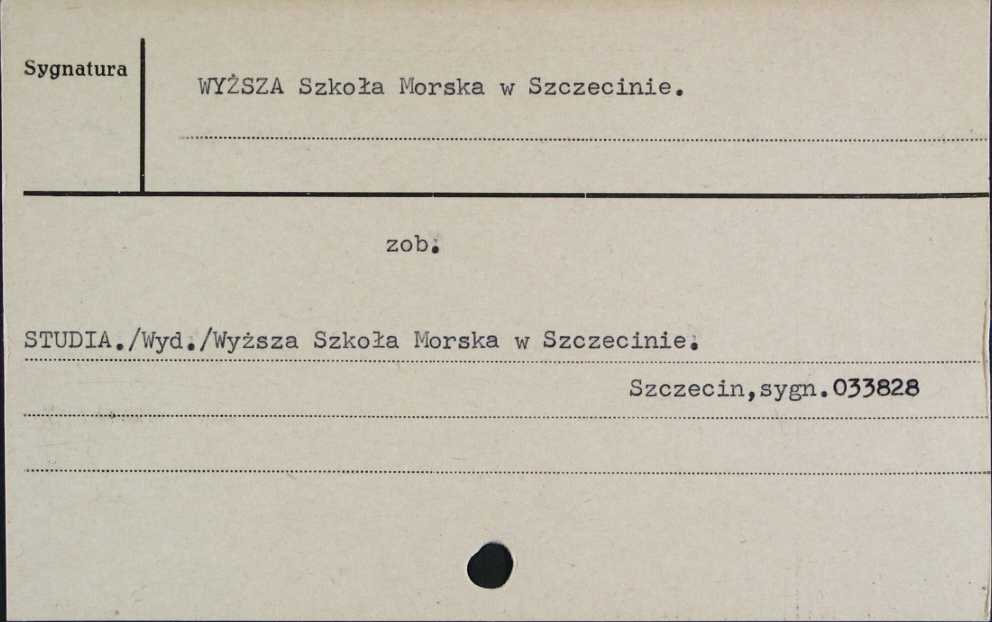 Sygnatura
WYŻSZA Szkoła Morska w Szczecinie.
zob.
STUDIA./Wyd./Wyższa Szkoła Morska w Szczecinie.
Szczecin,sygn.033828